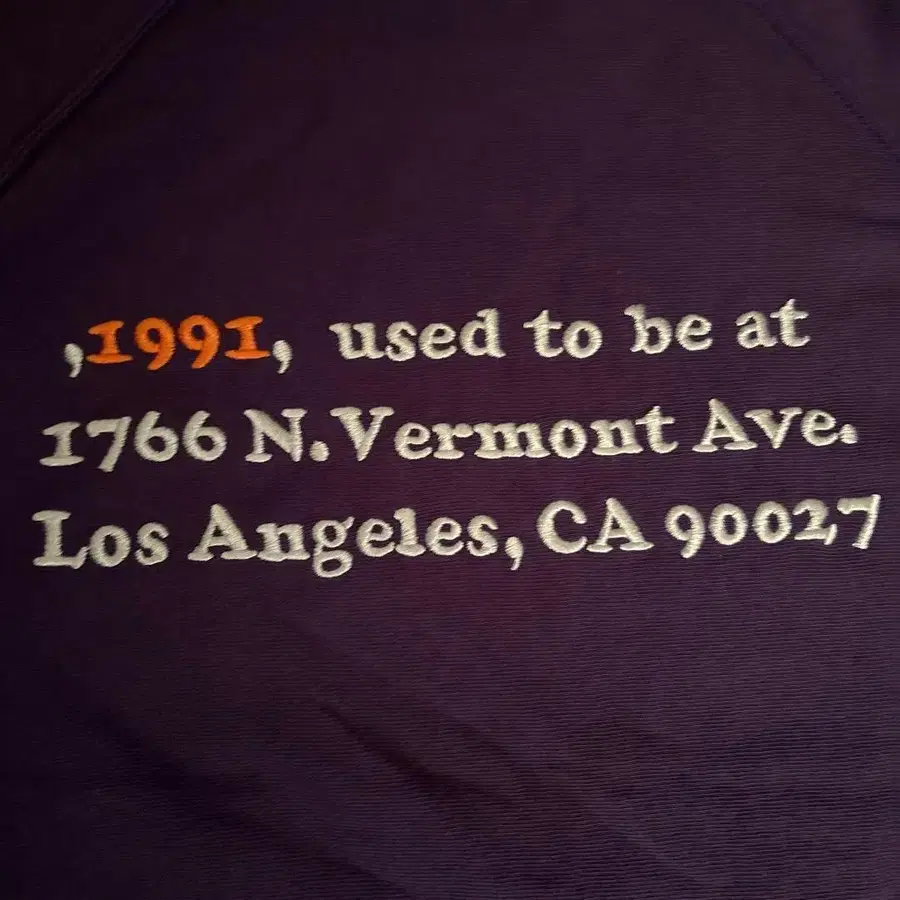 ,1991, used to be at
1766 N.Vermont Ave.
Los Angeles, CA 90027